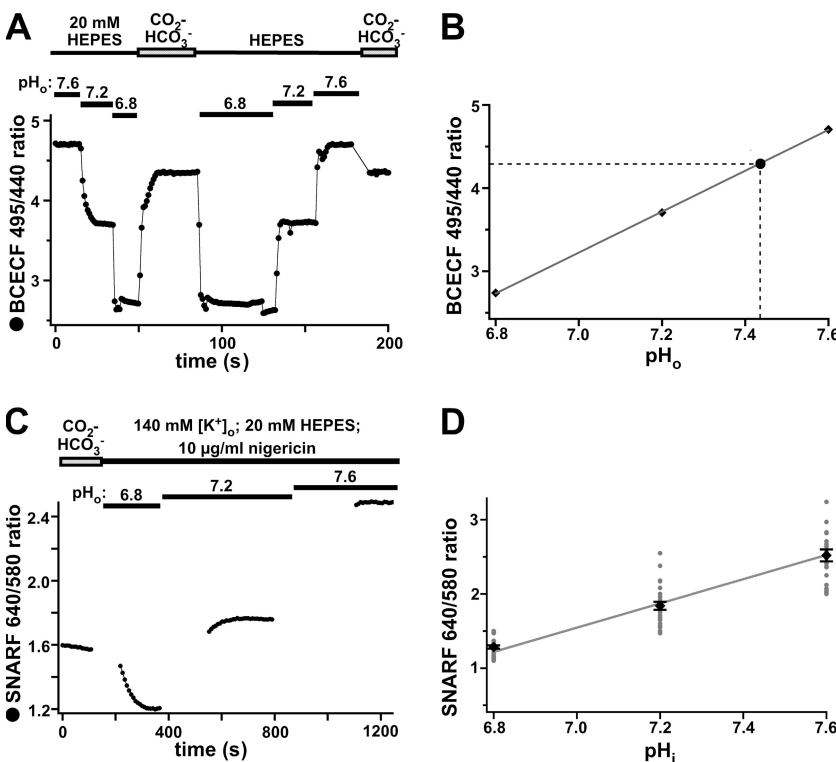 A
20 mM
HEPES
CO₂-
HCO₃⁻
HEPES
CO₂-
HCO₃⁻
pHₒ: 7.6
7.2
6.8
6.8
7.2
7.6
BCECF 495/440 ratio
5
4
3
0
100
200
time (s)
B
BCECF 495/440 ratio
5
4
3
6.8
7.0
7.2
7.4
7.6
pHₒ
C
CO₂-
HCO₃⁻
140 mM [K⁺]ₒ; 20 mM HEPES;
10 µg/ml nigericin
pHₒ: 6.8
7.2
7.6
SNARF 640/580 ratio
2.4
2.0
1.6
1.2
0
400
800
1200
time (s)
D
SNARF 640/580 ratio
3
2
1
6.8
7.0
7.2
7.4
7.6
pHᵢ